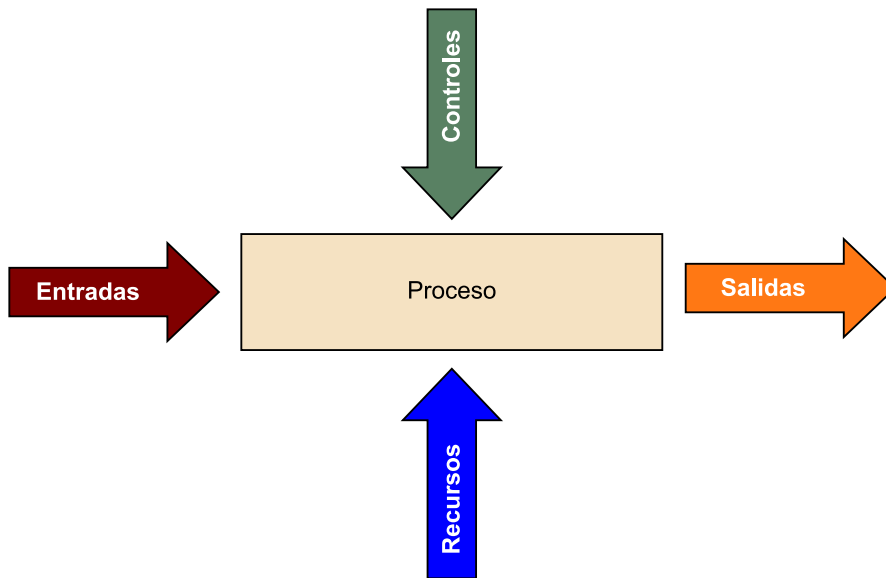 Controles
Entradas
Proceso
Salidas
Recursos